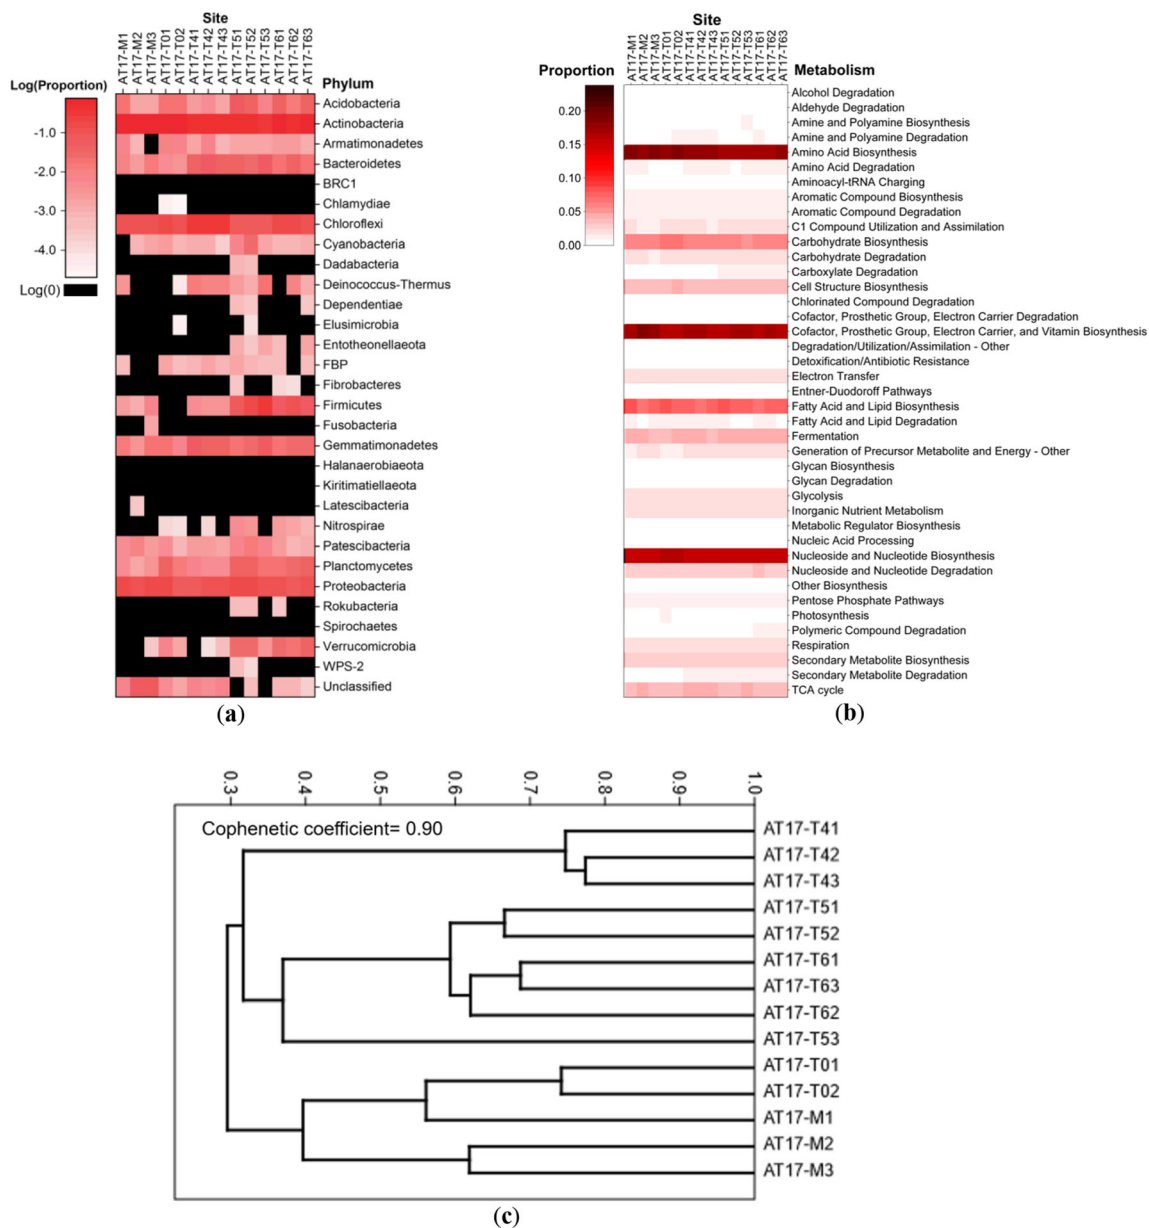 Site
AT17-M1
AT17-M2
AT17-M3
AT17-T01
AT17-T02
AT17-T41
AT17-T42
AT17-T43
AT17-T51
AT17-T52
AT17-T53
AT17-T61
AT17-T62
AT17-T63
Log(Proportion)
-1.0
-2.0
-3.0
-4.0
Log(0)
Phylum
Acidobacteria
Actinobacteria
Armatimonadetes
Bacteroidetes
BRC1
Chlamydiae
Chloroflexi
Cyanobacteria
Dadabacteria
Deinococcus-Thermus
Dependentiae
Elusimicrobia
Entotheonellaeota
FBP
Fibrobacteres
Firmicutes
Fusobacteria
Gemmatimonadetes
Halanaerobiaeota
Kiritimatiellaeota
Latescibacteria
Nitrospirae
Patescibacteria
Planctomycetes
Proteobacteria
Rokubacteria
Spirochaetes
Verrucomicrobia
WPS-2
Unclassified
(a)
Site
AT17-M1
AT17-M2
AT17-M3
AT17-T01
AT17-T02
AT17-T41
AT17-T42
AT17-T43
AT17-T51
AT17-T52
AT17-T53
AT17-T61
AT17-T62
AT17-T63
Proportion
0.20
0.15
0.10
0.05
0.00
Metabolism
Alcohol Degradation
Aldehyde Degradation
Amine and Polyamine Biosynthesis
Amine and Polyamine Degradation
Amino Acid Biosynthesis
Amino Acid Degradation
Aminoacyl-tRNA Charging
Aromatic Compound Biosynthesis
Aromatic Compound Degradation
C1 Compound Utilization and Assimilation
Carbohydrate Biosynthesis
Carbohydrate Degradation
Carboxylate Degradation
Cell Structure Biosynthesis
Chlorinated Compound Degradation
Cofactor, Prosthetic Group, Electron Carrier Degradation
Cofactor, Prosthetic Group, Electron Carrier, and Vitamin Biosynthesis
Degradation/Utilization/Assimilation - Other
Detoxification/Antibiotic Resistance
Electron Transfer
Entner-Duodoroff Pathways
Fatty Acid and Lipid Biosynthesis
Fatty Acid and Lipid Degradation
Fermentation
Generation of Precursor Metabolite and Energy - Other
Glycan Biosynthesis
Glycan Degradation
Glycolysis
Inorganic Nutrient Metabolism
Metabolic Regulator Biosynthesis
Nucleic Acid Processing
Nucleoside and Nucleotide Biosynthesis
Nucleoside and Nucleotide Degradation
Other Biosynthesis
Pentose Phosphate Pathways
Photosynthesis
Polymeric Compound Degradation
Respiration
Secondary Metabolite Biosynthesis
Secondary Metabolite Degradation
TCA cycle
(b)
0.3
0.4
0.5
0.6
0.7
0.8
0.9
1.0
Cophenetic coefficient= 0.90
AT17-T41
AT17-T42
AT17-T43
AT17-T51
AT17-T52
AT17-T61
AT17-T63
AT17-T62
AT17-T53
AT17-T01
AT17-T02
AT17-M1
AT17-M2
AT17-M3
(c)